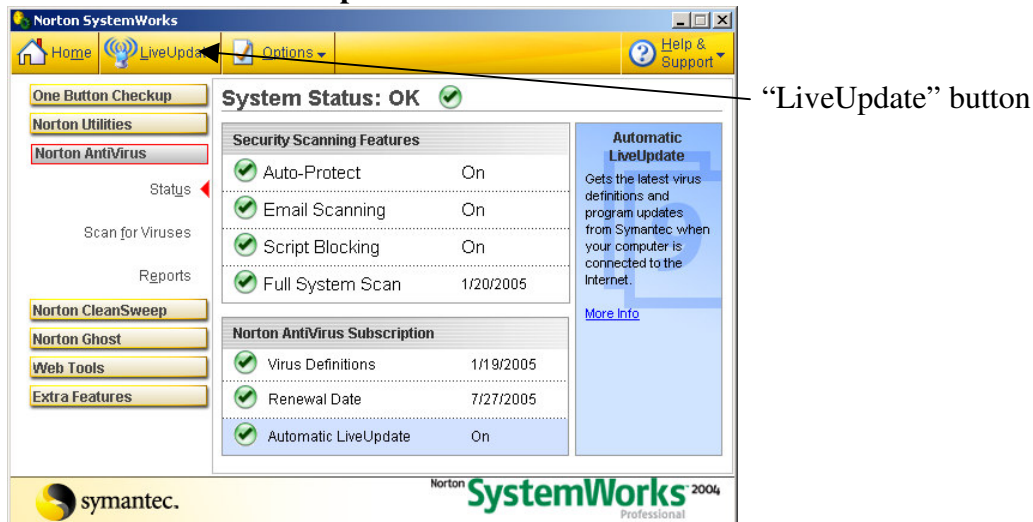 Norton SystemWorks
Home LiveUpdat Options Help & Support
"LiveUpdate" button
One Button Checkup
Norton Utilities
Norton AntiVirus
Status
Scan for Viruses
Reports
Norton CleanSweep
Norton Ghost
Web Tools
Extra Features
System Status: OK
Security Scanning Features
Auto-Protect On
Email Scanning On
Script Blocking On
Full System Scan 1/20/2005
Norton AntiVirus Subscription
Virus Definitions 1/19/2005
Renewal Date 7/27/2005
Automatic LiveUpdate On
Automatic
LiveUpdate
Gets the latest virus
definitions and
program updates
from Symantec when
your computer is
connected to the
Internet.
More Info
symantec.
Norton SystemWorks 2004
Professional